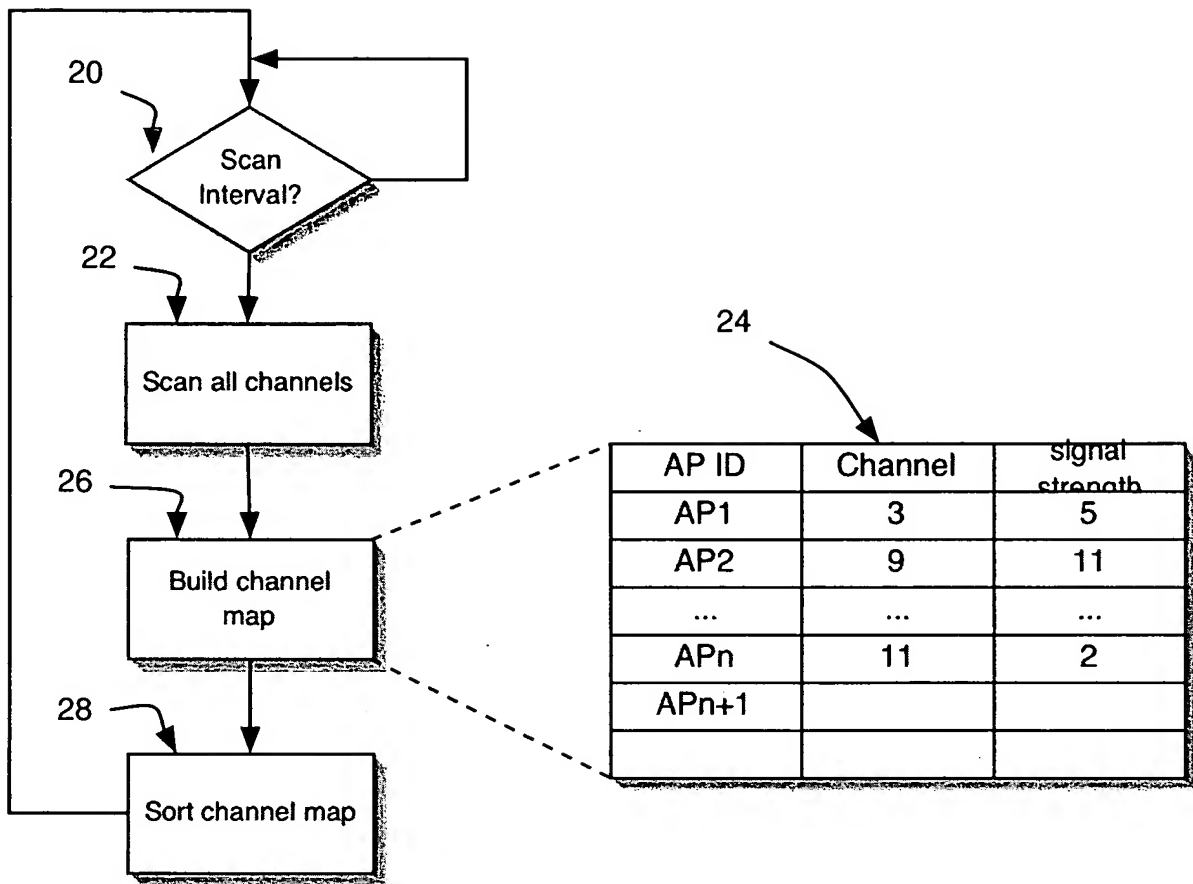 20
Scan
Interval?
22
Scan all channels
24
26
Build channel
map
AP ID Channel signal
strength
AP1 3 5
AP2 9 11
... ... ...
APn 11 2
APn+1
28
Sort channel map